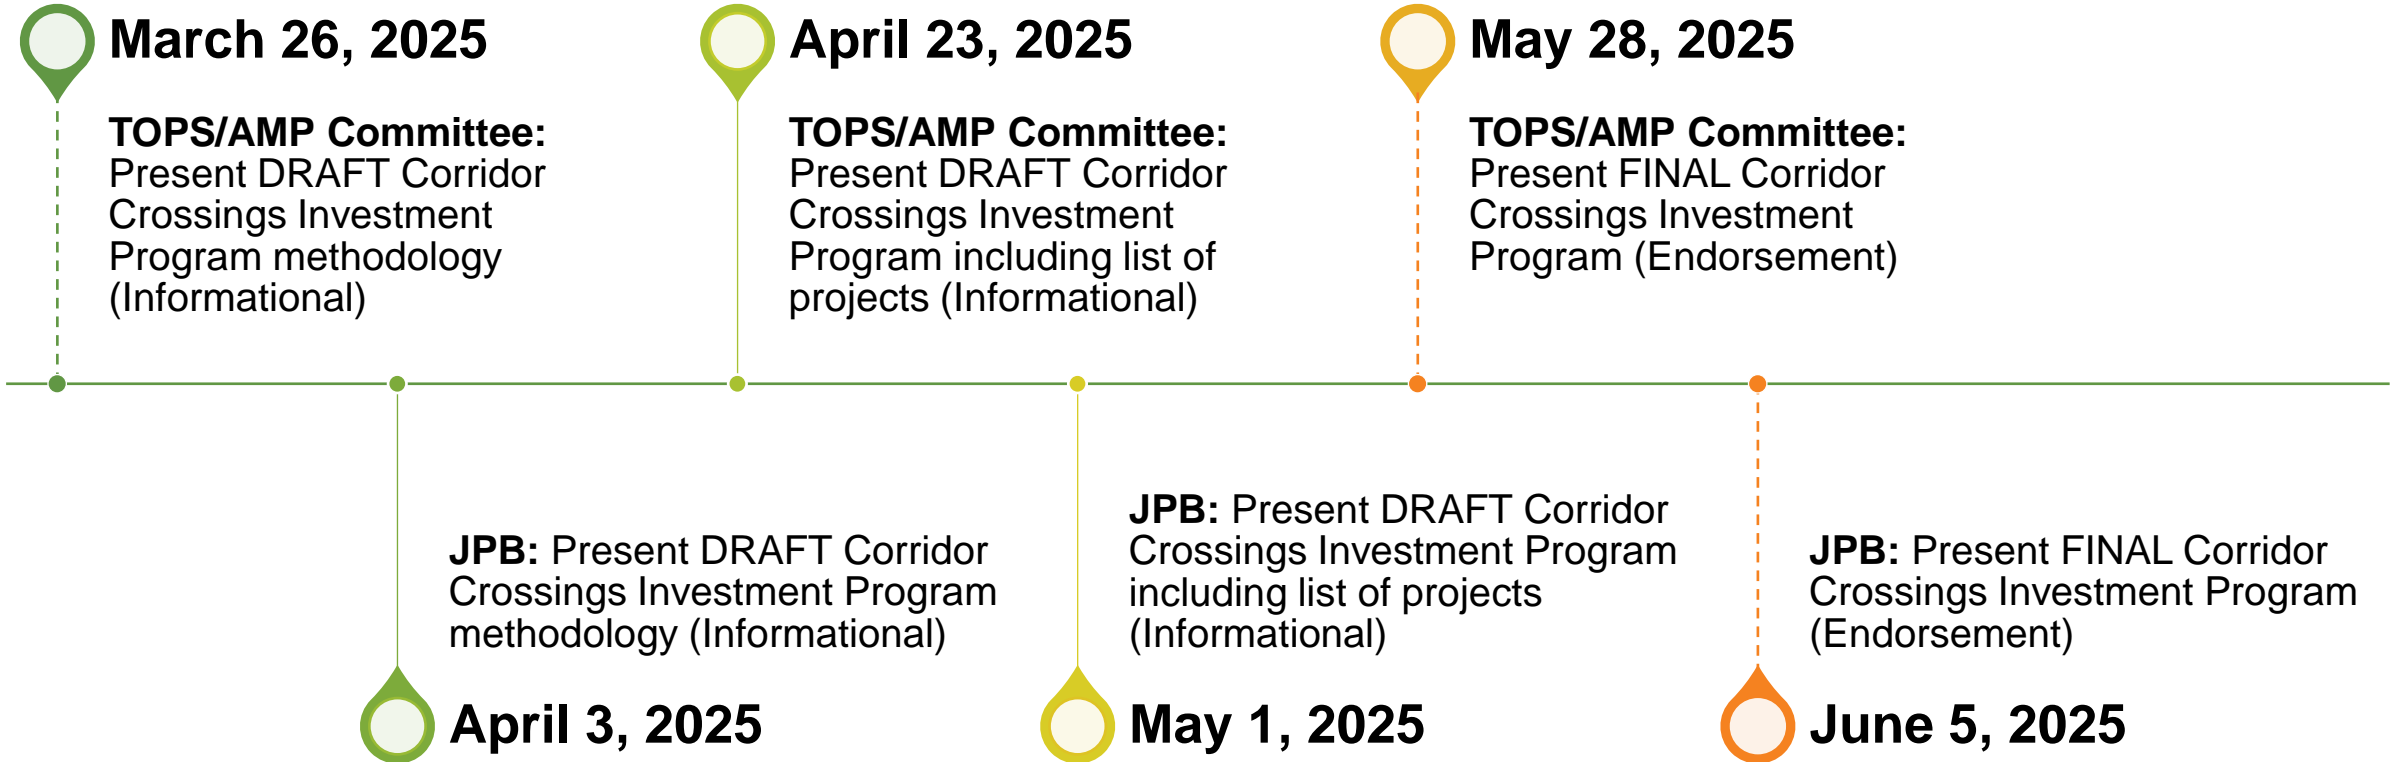 March 26, 2025
TOPS/AMP Committee:
Present DRAFT Corridor
Crossings Investment
Program methodology
(Informational)
April 23, 2025
TOPS/AMP Committee:
Present DRAFT Corridor
Crossings Investment
Program including list of
projects (Informational)
May 28, 2025
TOPS/AMP Committee:
Present FINAL Corridor
Crossings Investment
Program (Endorsement)
JPB: Present DRAFT Corridor
Crossings Investment Program
methodology (Informational)
April 3, 2025
JPB: Present DRAFT Corridor
Crossings Investment Program
including list of projects
(Informational)
May 1, 2025
JPB: Present FINAL Corridor
Crossings Investment Program
(Endorsement)
June 5, 2025